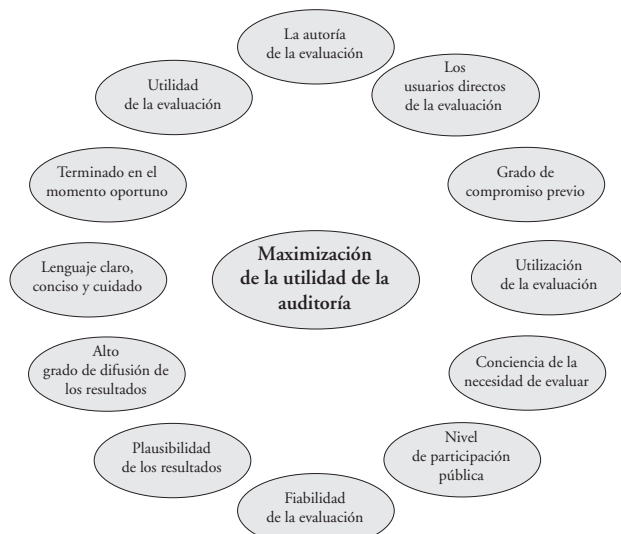 La autoría
de la evaluación
Los
usuarios directos
de la evaluación
Grado de
compromiso previo
Utilización
de la evaluación
Conciencia de la
necesidad de evaluar
Nivel
de participación
pública
Fiabilidad
de la evaluación
Plausibilidad
de los resultados
Alto
grado de difusión de
los resultados
Lenguaje claro,
conciso y cuidado
Terminado en el
momento oportuno
Utilidad
de la evaluación
Maximización
de la utilidad de la
auditoría